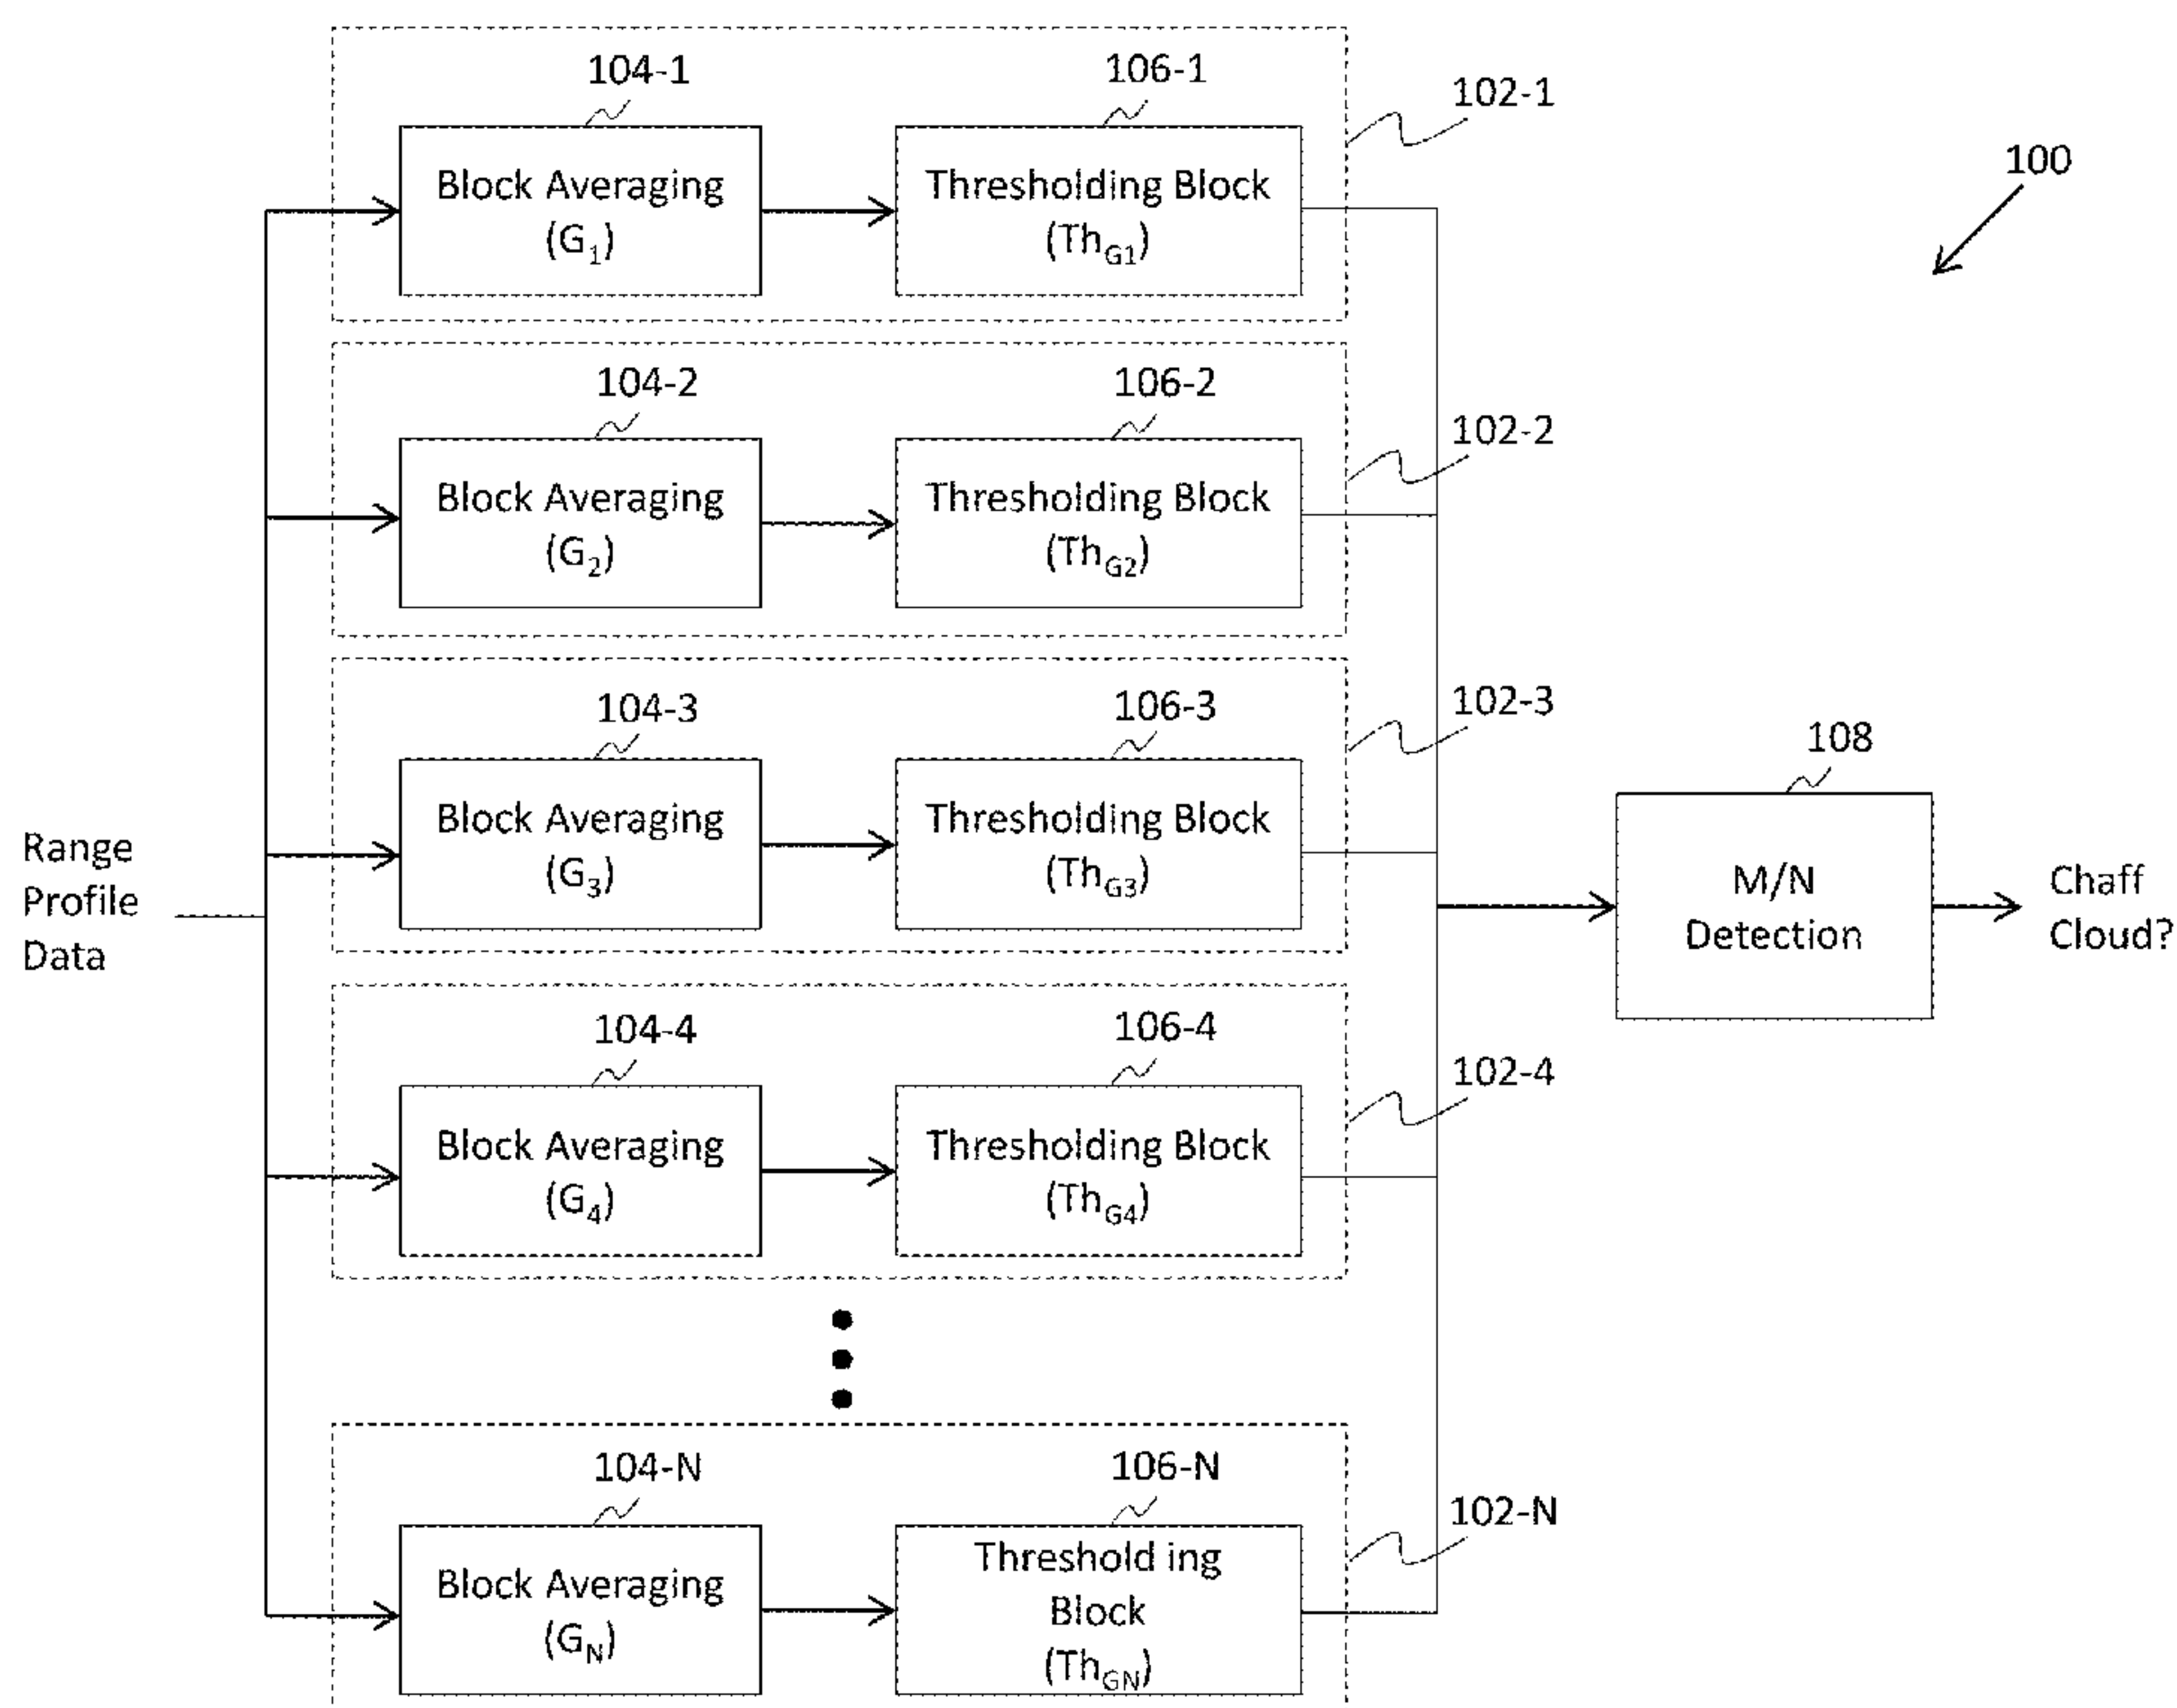 104-1
106-1
102-1
Block Averaging
(G1)
Thresholding Block
(ThG1)
100
104-2
106-2
102-2
Block Averaging
(G2)
Thresholding Block
(ThG2)
104-3
106-3
102-3
Block Averaging
(G3)
Thresholding Block
(ThG3)
108
Range
Profile
Data
M/N
Detection
Chaff
Cloud?
104-4
106-4
102-4
Block Averaging
(G4)
Thresholding Block
(ThG4)
104-N
106-N
102-N
Block Averaging
(GN)
Threshold ing
Block
(ThGN)